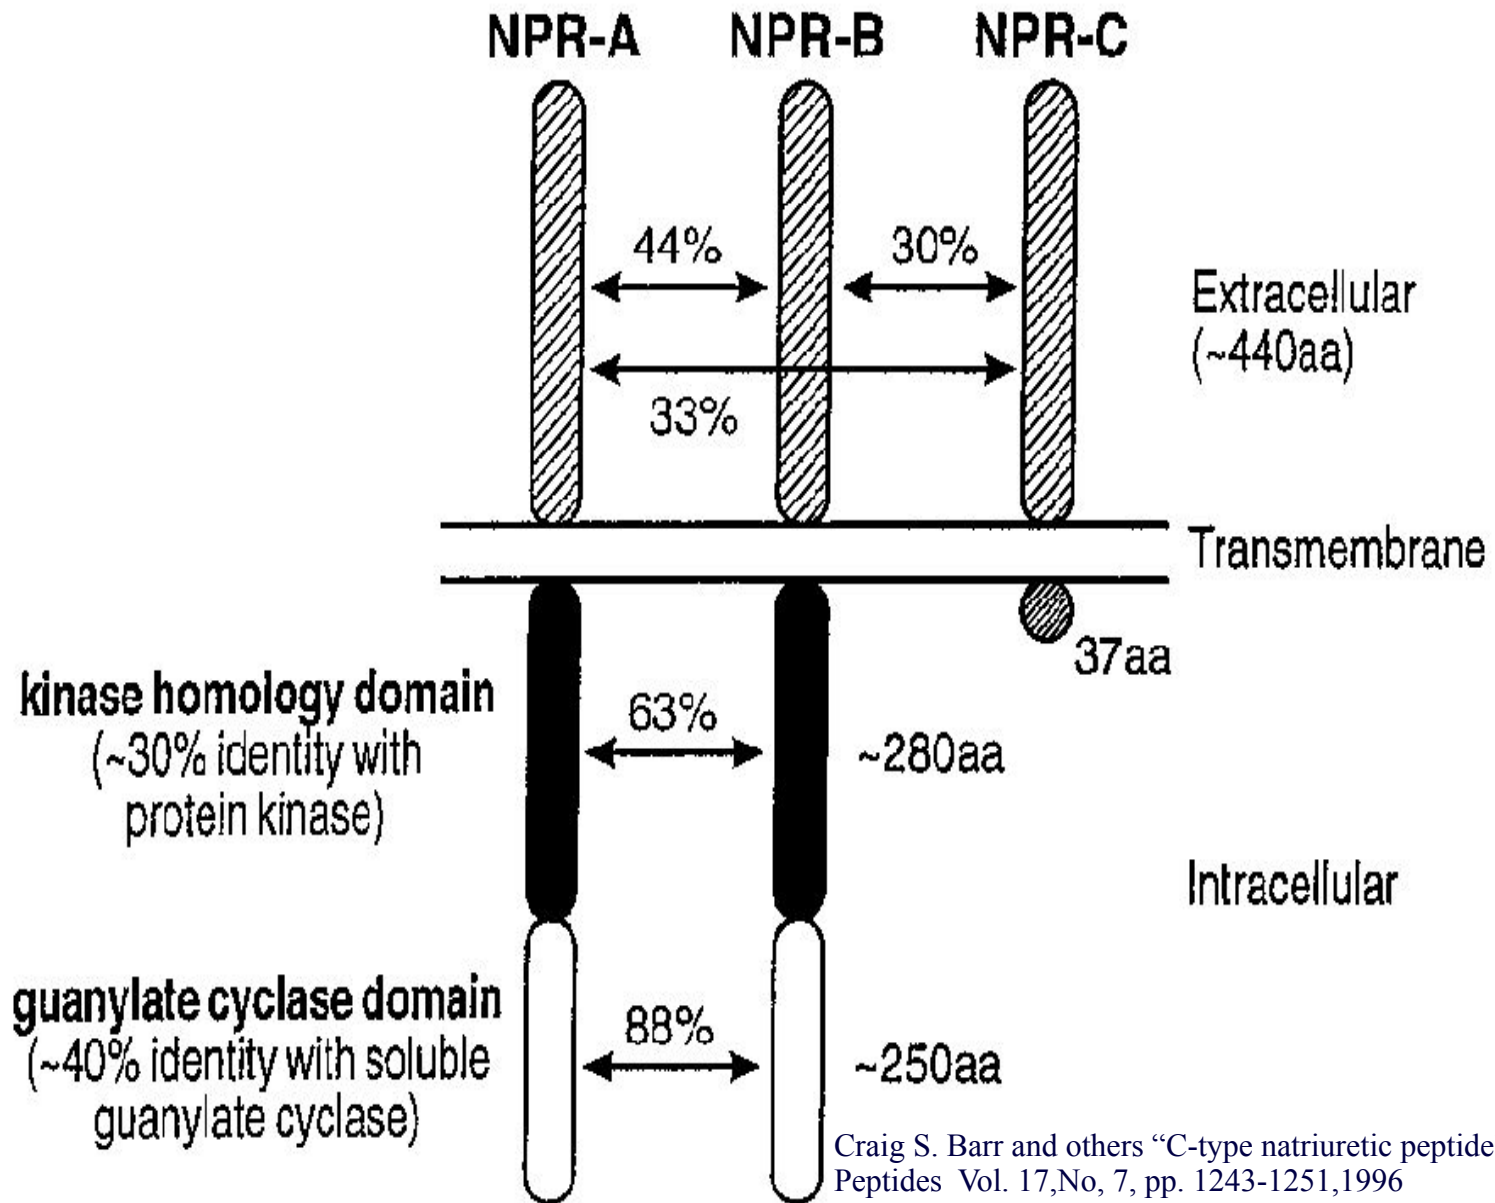 NPR-A NPR-B NPR-C
44% 30%
Extracellular
(~440aa)
33%
Transmembrane
37aa
kinase homology domain
(~30% identity with
protein kinase)
63%
~280aa
Intracellular
guanylate cyclase domain
(~40% identity with soluble
guanylate cyclase)
88%
~250aa
Craig S. Barr and others “C-type natriuretic peptide
Peptides Vol. 17,No, 7, pp. 1243-1251,1996